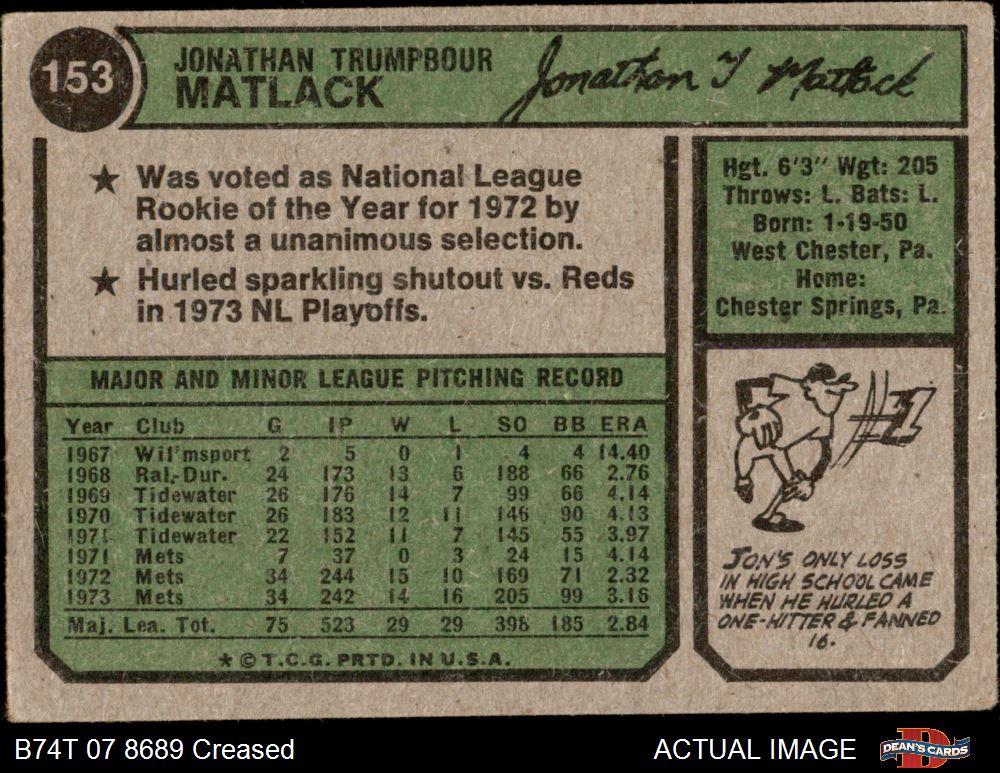 153
JONATHAN TRUMPBOUR
MATLACK
Jonathan T Matlack
★ Was voted as National League
Rookie of the Year for 1972 by
almost a unanimous selection.
★ Hurled sparkling shutout vs. Reds
in 1973 NL Playoffs.
Hgt. 6'3" Wgt: 205
Throws: L. Bats: L.
Born: 1-19-50
West Chester, Pa.
Home:
Chester Springs, Pa.
MAJOR AND MINOR LEAGUE PITCHING RECORD
Year Club G IP W L SO BB ERA
1967 Wil'msport 2 5 0 1 4 4 14.40
1968 Ral.-Dur. 24 173 13 6 188 66 2.76
1969 Tidewater 26 176 14 7 99 66 4.14
1970 Tidewater 26 183 12 11 146 90 4.13
1971 Tidewater 22 152 11 7 145 55 3.97
1971 Mets 7 37 0 3 24 15 4.14
1972 Mets 34 244 15 10 169 71 2.32
1973 Mets 34 242 14 16 205 99 3.16
Maj. Lea. Tot. 75 523 29 29 398 185 2.84
★ © T.C.G. PRTD. IN U.S.A.
#1
JON'S ONLY LOSS
IN HIGH SCHOOL CAME
WHEN HE HURLED A
ONE-HITTER & FANNED
16.
B74T 07 8689 Creased
ACTUAL IMAGE
DEAN'S CARDS